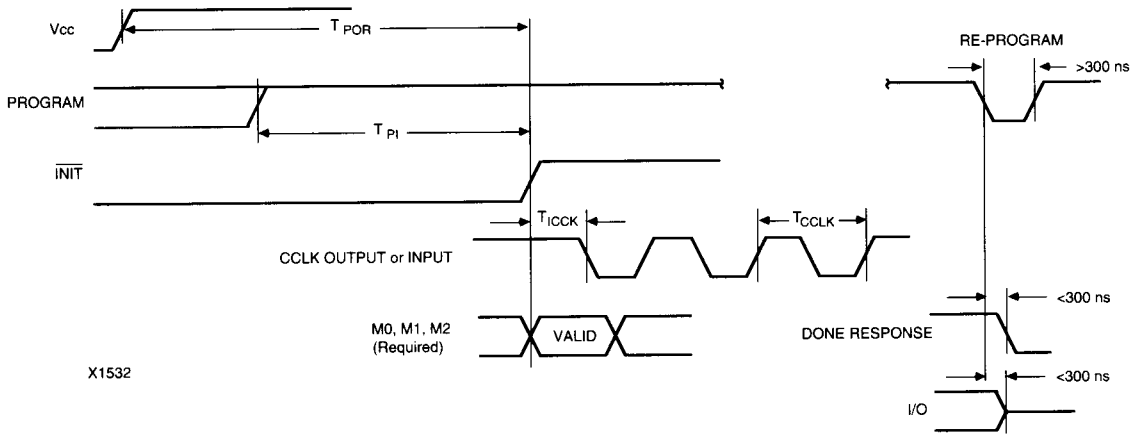 Vcc
T POR
RE-PROGRAM
>300 ns
PROGRAM
T PI
INIT
T ICCK
T CCLK
CCLK OUTPUT or INPUT
<300 ns
M0, M1, M2
(Required)
VALID
DONE RESPONSE
X1532
<300 ns
I/O